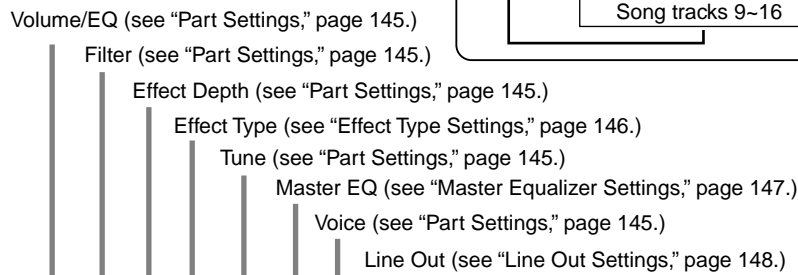 Song tracks 9~16
Volume/EQ (see “Part Settings,” page 145.)
Filter (see “Part Settings,” page 145.)
Effect Depth (see “Part Settings,” page 145.)
Effect Type (see “Effect Type Settings,” page 146.)
Tune (see “Part Settings,” page 145.)
Master EQ (see “Master Equalizer Settings,” page 147.)
Voice (see “Part Settings,” page 145.)
Line Out (see “Line Out Settings,” page 148.)